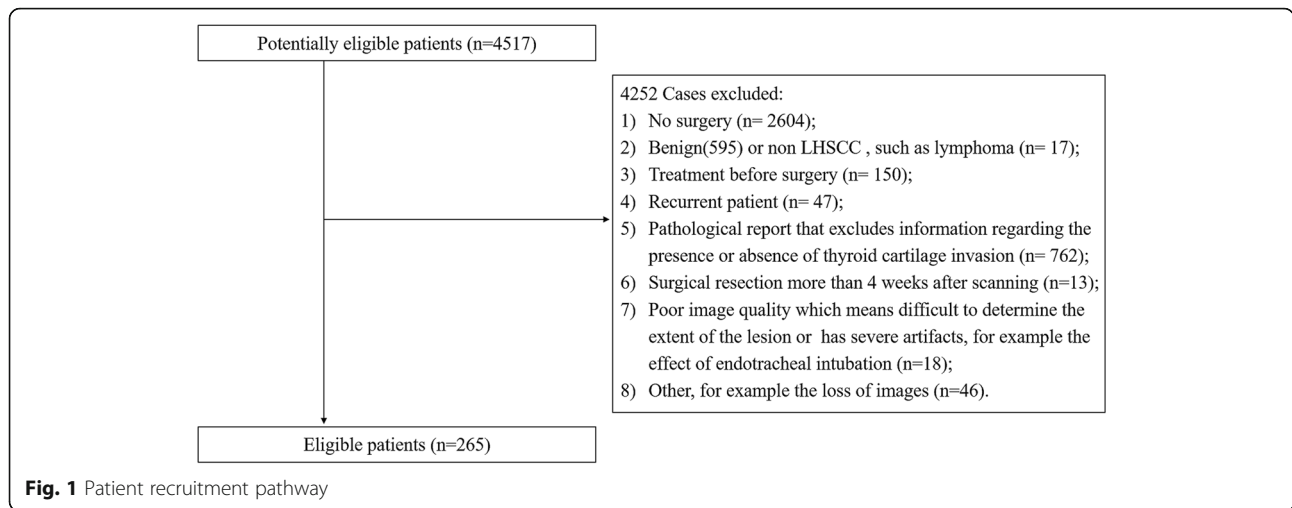 Potentially eligible patients (n=4517)
4252 Cases excluded:
1) No surgery (n= 2604);
2) Benign(595) or non LHSCC , such as lymphoma (n= 17);
3) Treatment before surgery (n= 150);
4) Recurrent patient (n= 47);
5) Pathological report that excludes information regarding the
presence or absence of thyroid cartilage invasion (n= 762);
6) Surgical resection more than 4 weeks after scanning (n=13);
7) Poor image quality which means difficult to determine the
extent of the lesion or has severe artifacts, for example the
effect of endotracheal intubation (n=18);
8) Other, for example the loss of images (n=46).
Eligible patients (n=265)
Fig. 1 Patient recruitment pathway